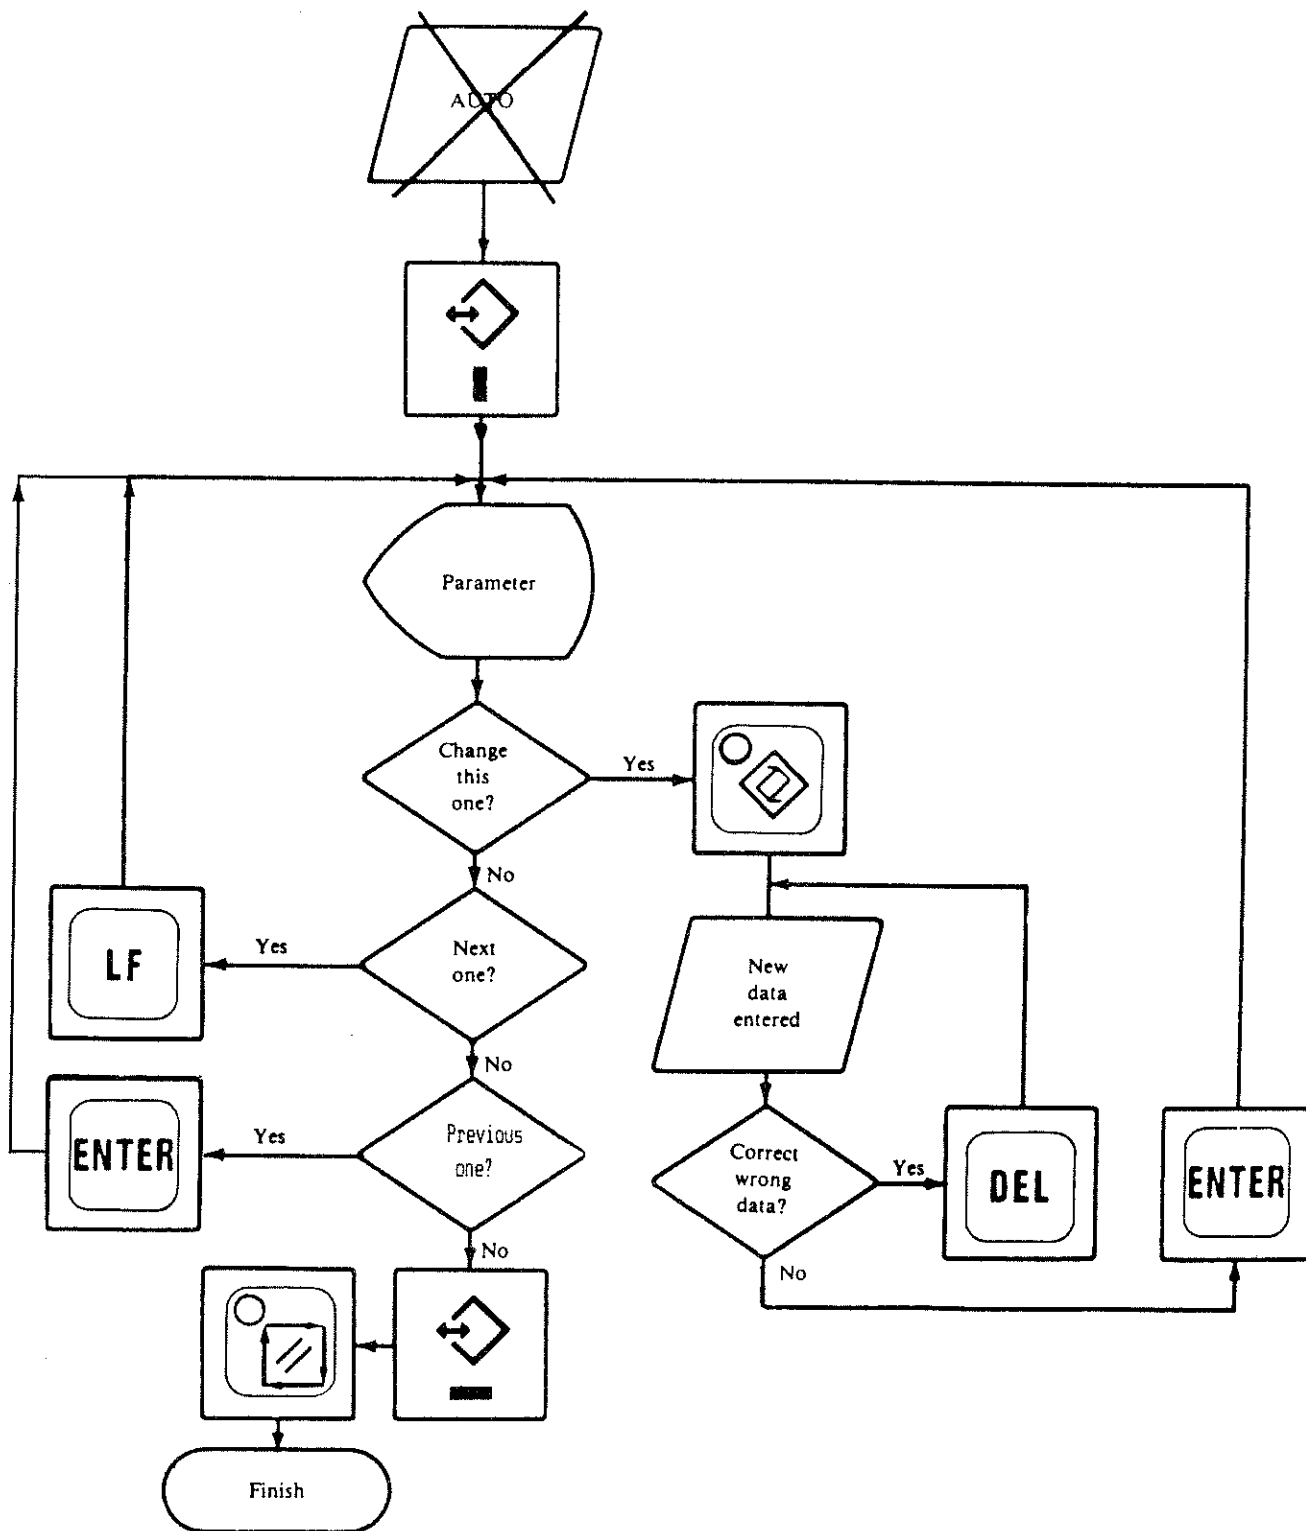 AUTO
Parameter
Change
this
one?
Yes
No
LF
Yes
Next
one?
New
data
entered
No
ENTER
Yes
Previous
one?
Correct
wrong
data?
Yes
DEL
ENTER
No
No
Finish